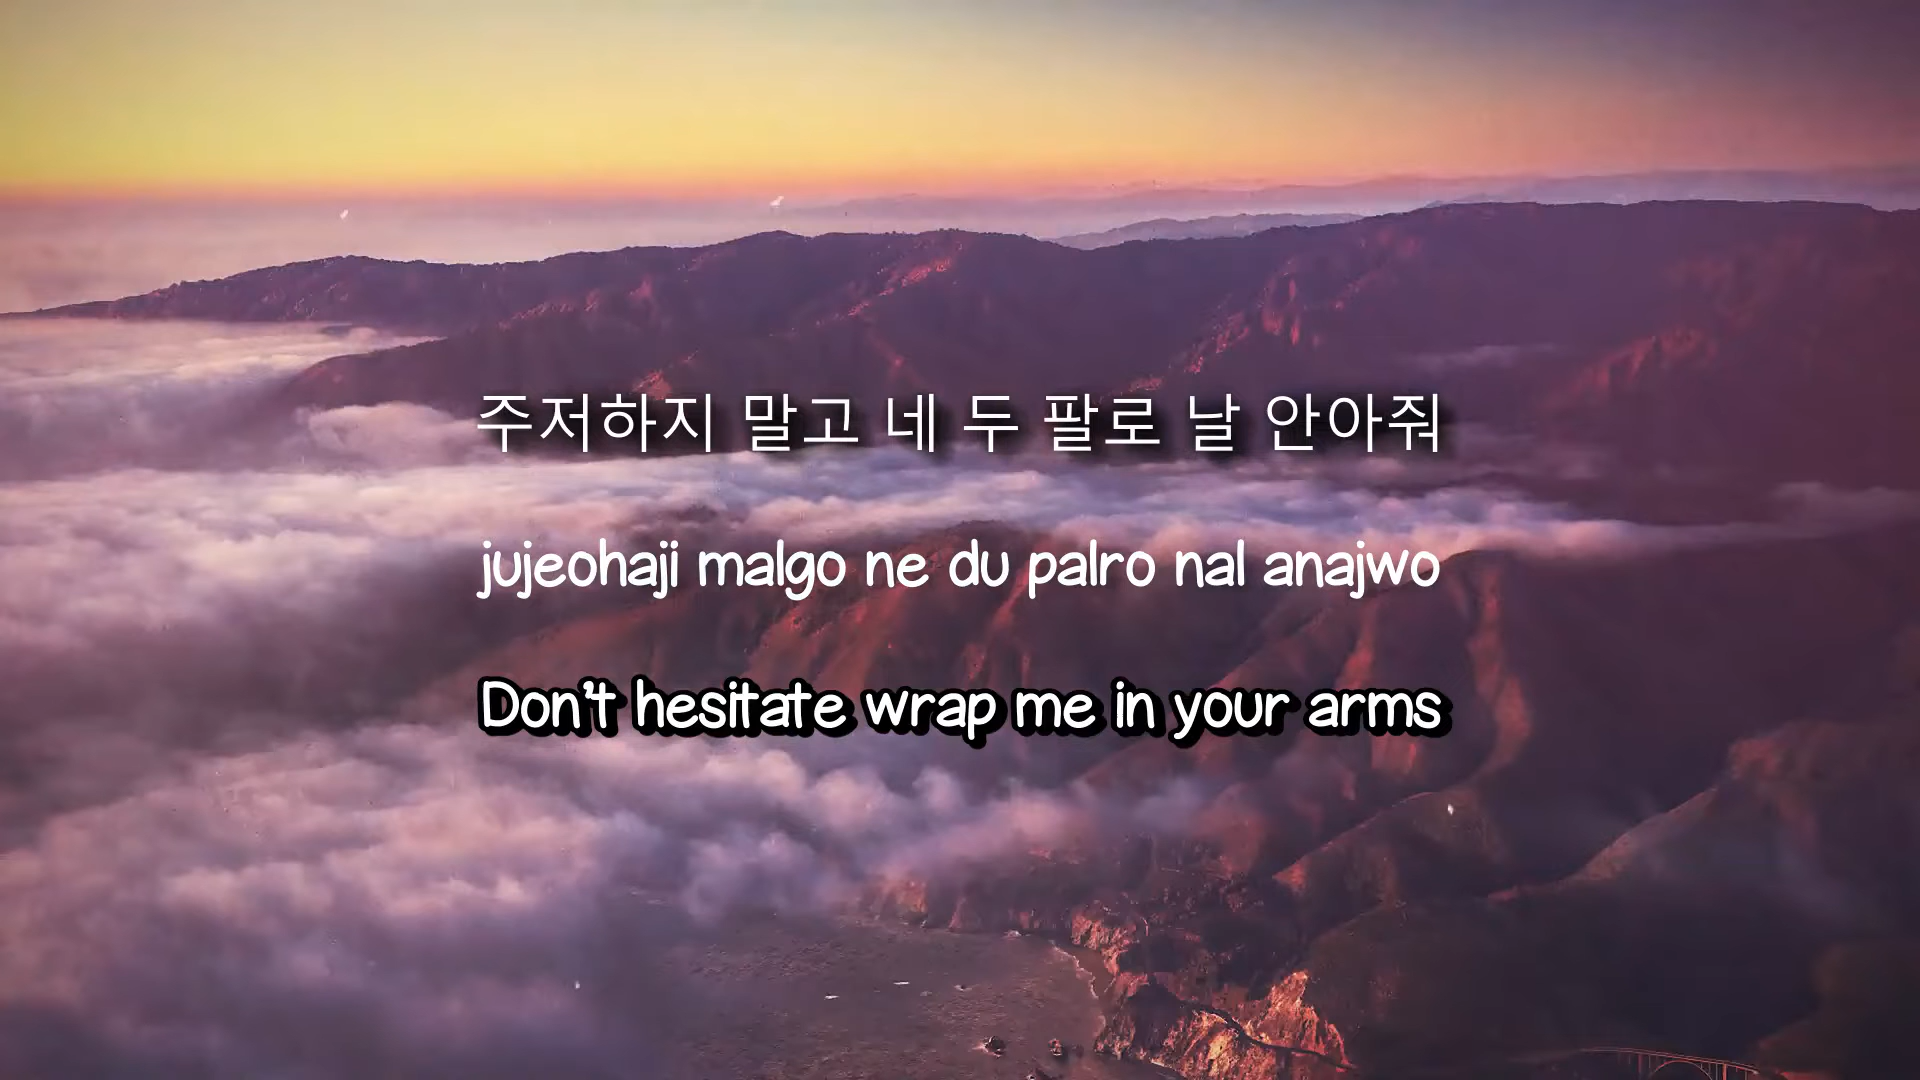 주저하지 말고 네 두 팔로 날 안아줘
jujeohaji malgo ne du palro nal anajwo
Don't hesitate wrap me in your arms